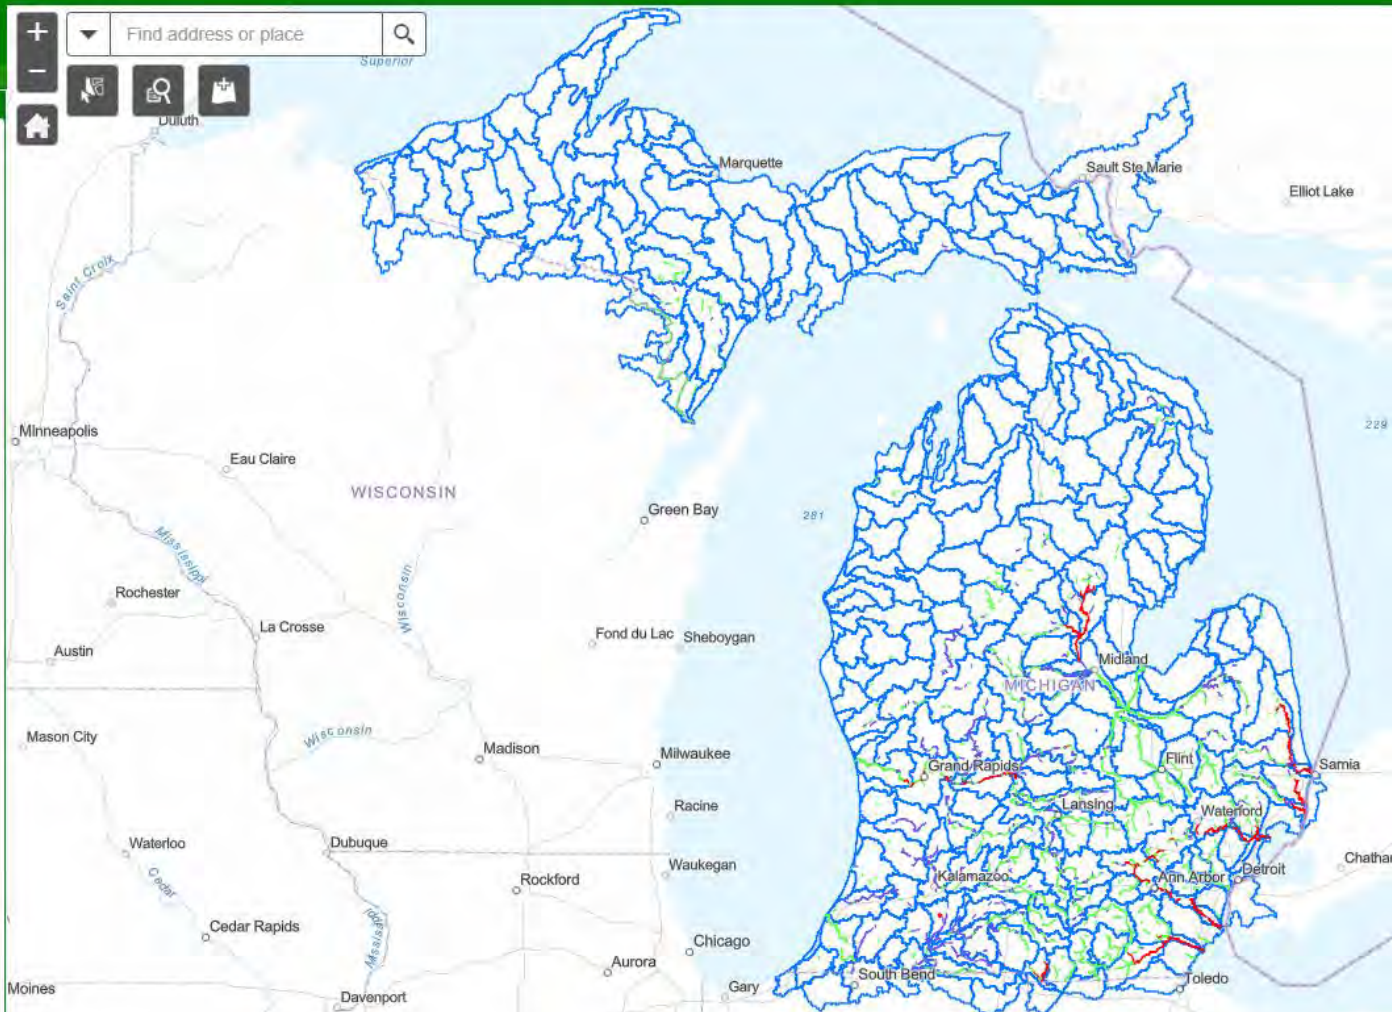 Find address or place
Superior
Duluth
Marquette
Sault Ste Marie
Elliot Lake
Saint Croix
Minneapolis
229
Eau Claire
WISCONSIN
Green Bay
281
Mississippi
Wisconsin
Rochester
La Crosse
Fond du Lac
Sheboygan
Austin
Midland
MICHIGAN
Mason City
Wisconsin
Madison
Milwaukee
Grand Rapids
Flint
Sarnia
Racine
Lansing
Waterford
Waterloo
Dubuque
Waukegan
Chathar
Cedar
Rockford
Kalamazoo
Ann Arbor
Detroit
Cedar Rapids
Mississippi
Chicago
Aurora
South Bend
Moines
Davenport
Gary
Toledo